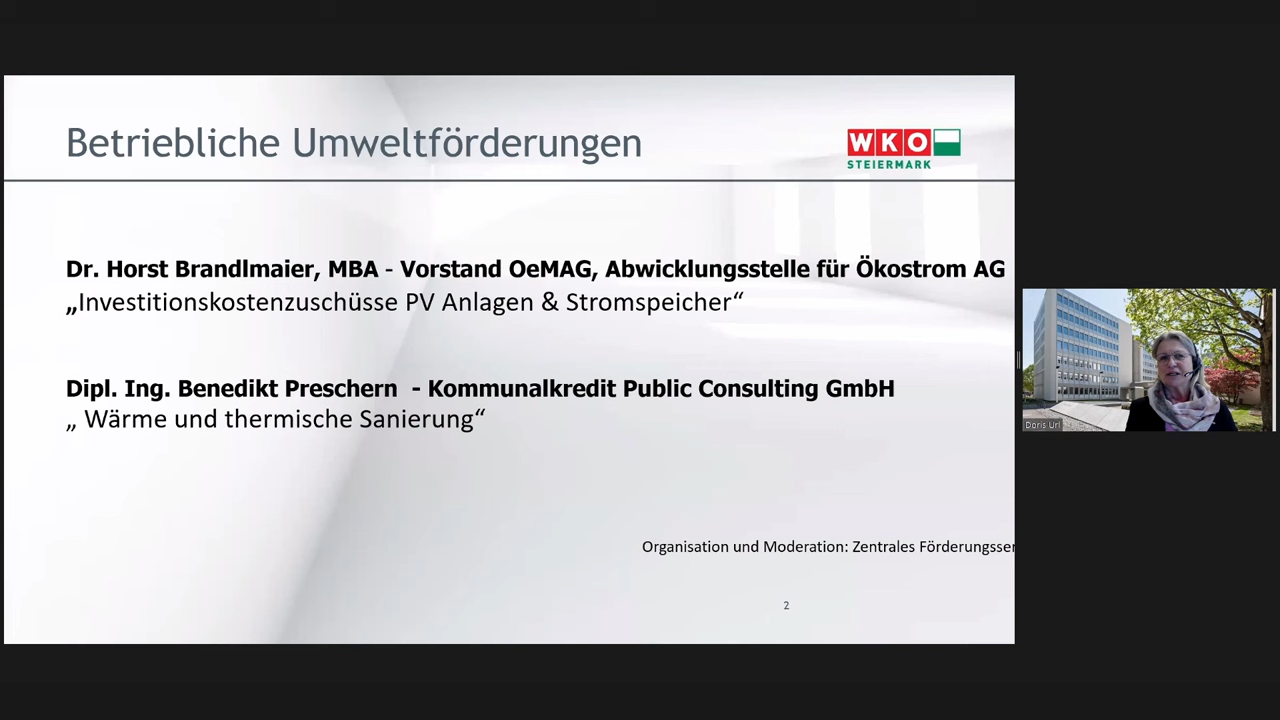 Betriebliche Umweltförderungen
WKO
STEIERMARK
Dr. Horst Brandlmaier, MBA - Vorstand OeMAG, Abwicklungsstelle für Ökostrom AG
„Investitionskostenzuschüsse PV Anlagen & Stromspeicher“
Dipl. Ing. Benedikt Preschern - Kommunalkredit Public Consulting GmbH
„ Wärme und thermische Sanierung“
Doris Url
Organisation und Moderation: Zentrales Förderungsser
2